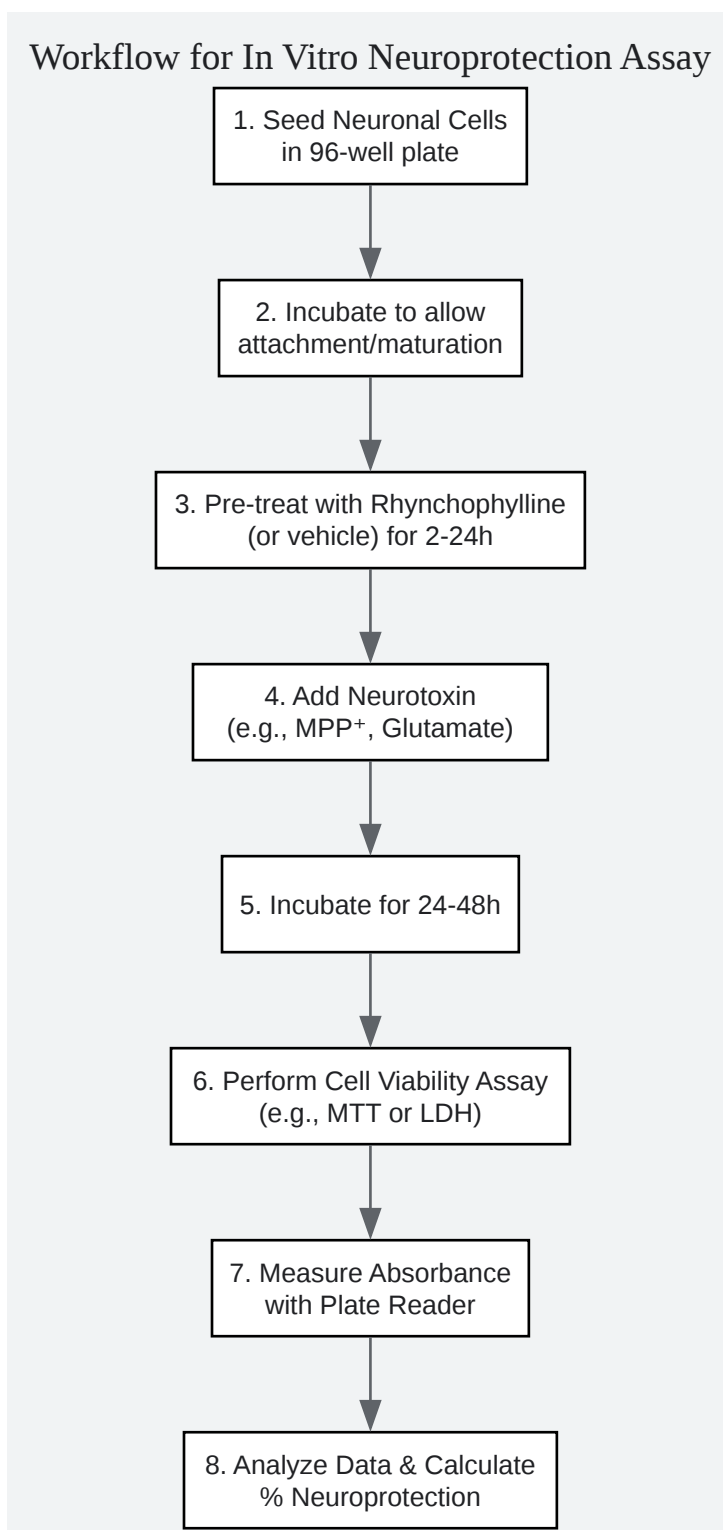 Workflow for In Vitro Neuroprotection Assay
1. Seed Neuronal Cells
in 96-well plate
2. Incubate to allow
attachment/maturation
3. Pre-treat with Rhynchophylline
(or vehicle) for 2-24h
4. Add Neurotoxin
(e.g., MPP⁺, Glutamate)
5. Incubate for 24-48h
6. Perform Cell Viability Assay
(e.g., MTT or LDH)
7. Measure Absorbance
with Plate Reader
8. Analyze Data & Calculate
% Neuroprotection